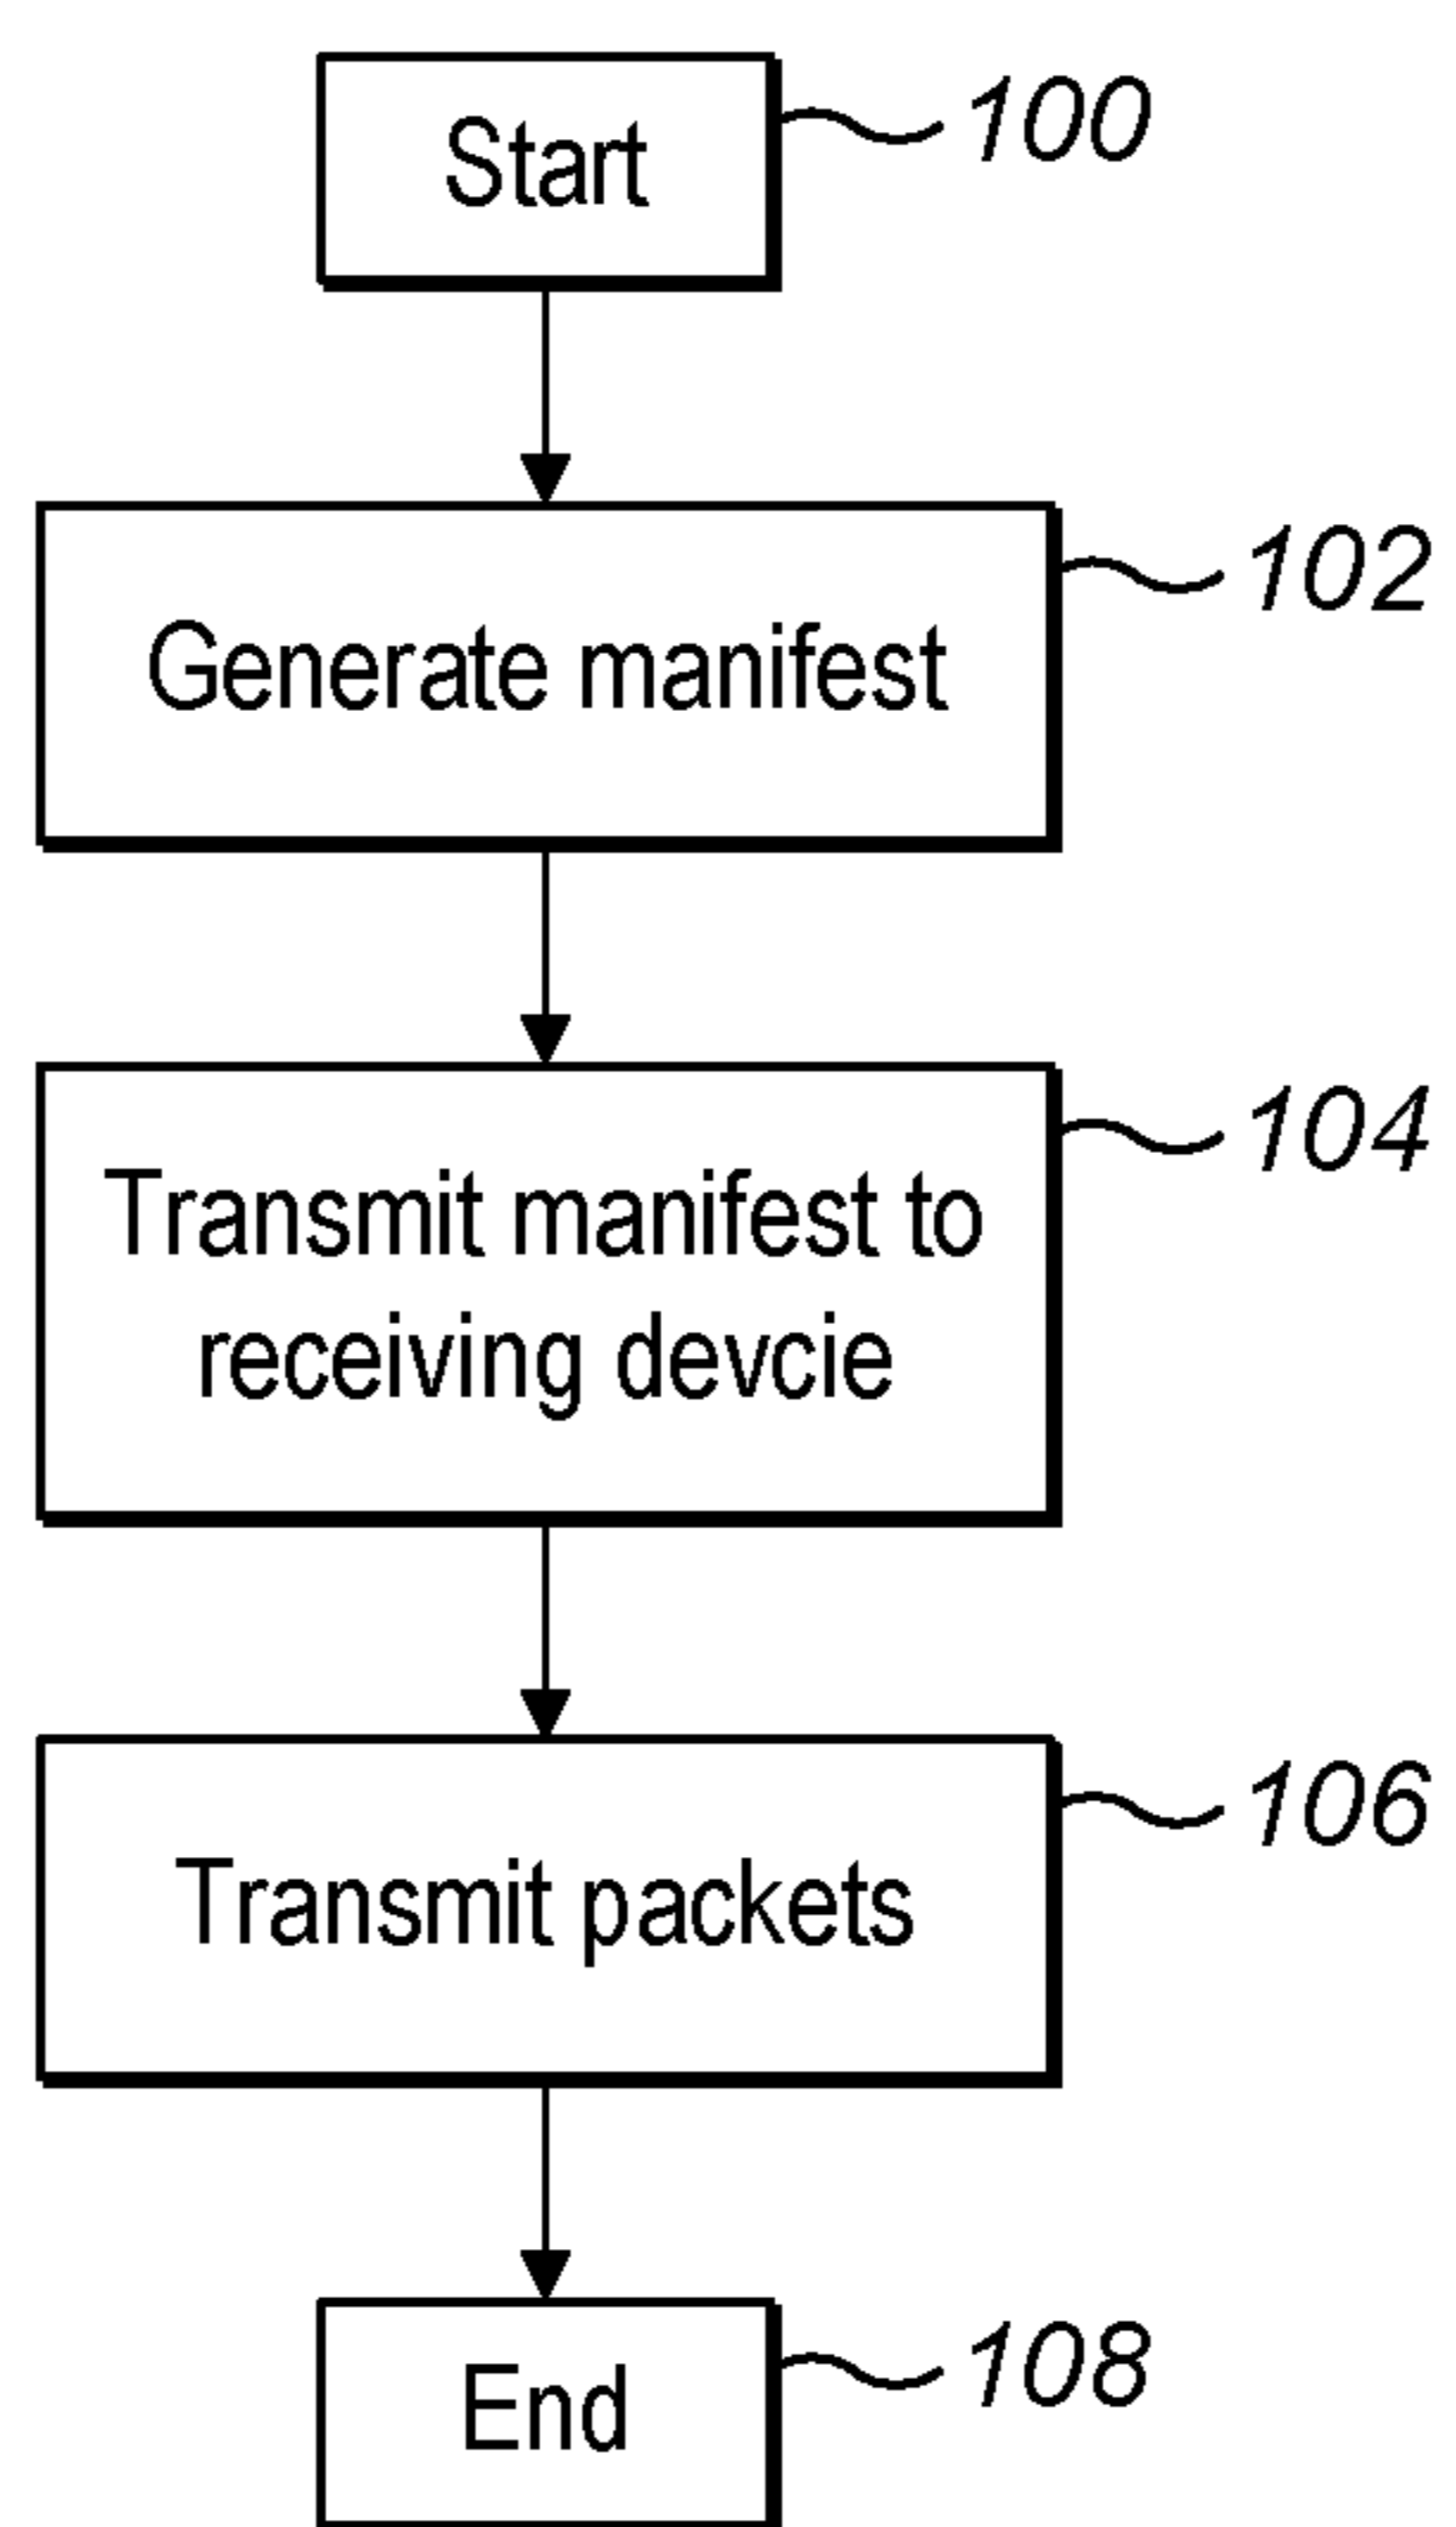 Start
100
Generate manifest
102
Transmit manifest to
receiving devcie
104
Transmit packets
106
End
108